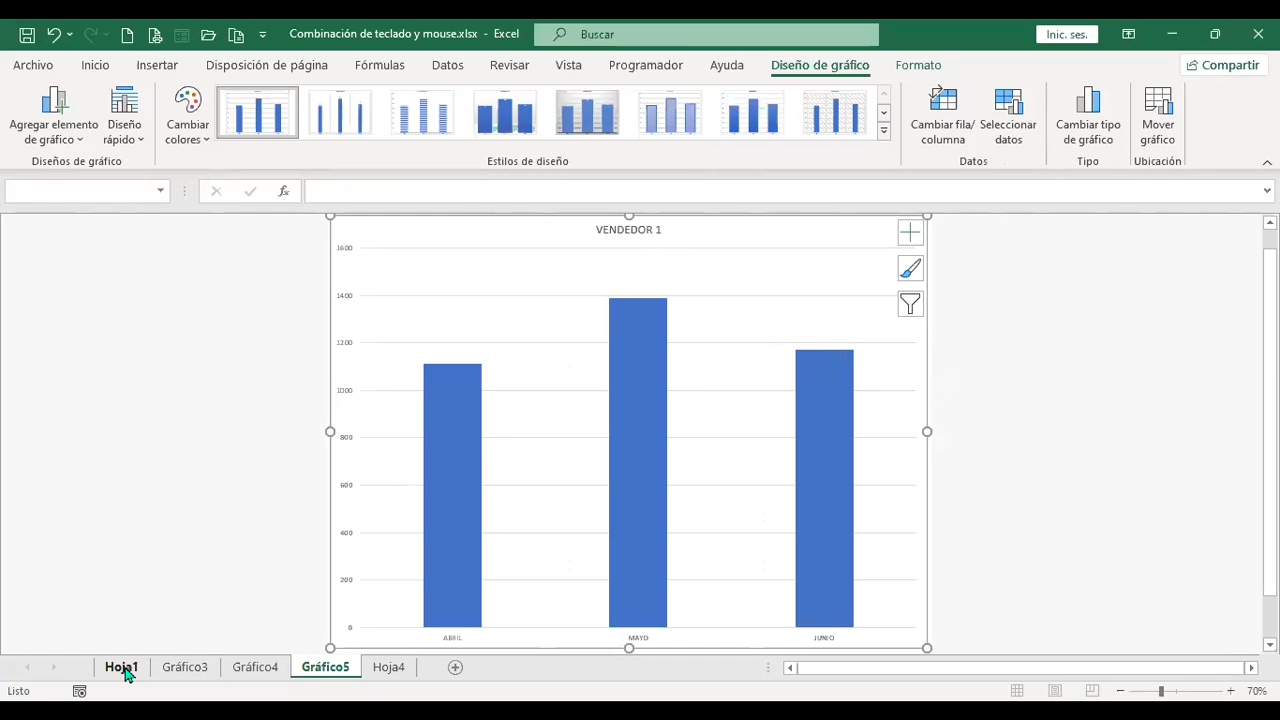 Combinación de teclado y mouse.xlsx - Excel
Buscar
Inic. ses.
Archivo
Inicio
Insertar
Disposición de página
Fórmulas
Datos
Revisar
Vista
Programador
Ayuda
Diseño de gráfico
Formato
Compartir
Agregar elemento
de gráfico
Diseño
rápido
Cambiar
colores
Cambiar fila/
columna
Seleccionar
datos
Cambiar tipo
de gráfico
Mover
gráfico
Diseños de gráfico
Estilos de diseño
Datos
Tipo
Ubicación
fx
VENDEDOR 1
1600
1400
1200
1000
800
600
400
200
0
ABRIL
MAYO
JUNIO
Hoja1
Gráfico3
Gráfico4
Gráfico5
Hoja4
Listo
70%